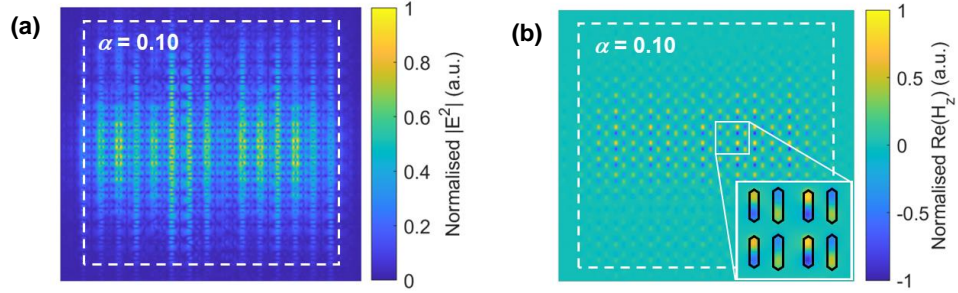 (a)
α = 0.10
1
0.8
0.6
0.4
0.2
0
Normalised |E²| (a.u.)
(b)
α = 0.10
1
0.5
0
-0.5
-1
Normalised Re(H_z) (a.u.)